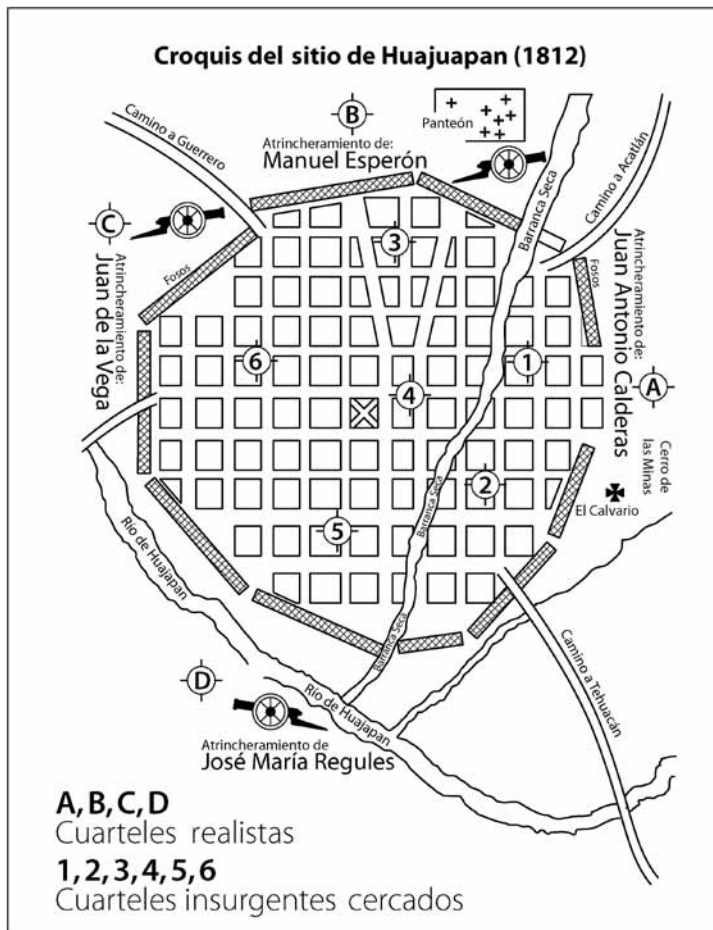 Croquis del sitio de Huajuapan (1812)
B
Panteón
Camino a Guerrero
Atrincheramiento de:
Manuel Esperón
Barranca Seca
Camino a Acatlán
C
3
Atrincheramiento de:
Juan de la Vega
Fosos
Fosos
Atrincheramiento de:
Juan Antonio Calderas
6
1
4
A
Cerro de
las Minas
2
El Calvario
Barranca Seca
5
Río de Huajapan
Barranca Seca
D
Río de Huajapan
Camino a Tehuacán
Atrincheramiento de
José María Regules
A, B, C, D
Cuarteles realistas
1, 2, 3, 4, 5, 6
Cuarteles insurgentes cercados